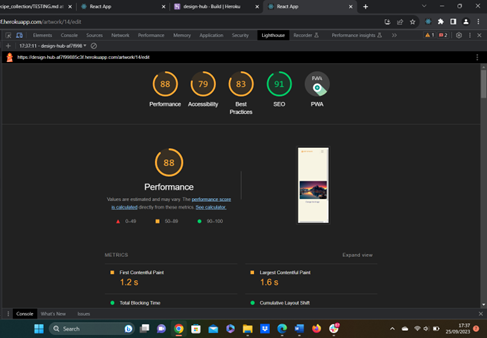 ipe_collection/TESTING.md at
React App
design-hub - Build | Heroku
React App
f.herokuapp.com/artwork/14/edit
Elements Console Sources Network Performance Memory Security Lighthouse Recorder Performance insights
1 2
17:37:11 - design-hub-af7f998
https://design-hub-af7f99885c3f.herokuapp.com/artwork/14/edit
88 79 83 91
Performance Accessibility Best Practices SEO PWA
88
Performance
Values are estimated and may vary. The performance score
is calculated directly from these metrics. See calculator.
0–49 50–89 90–100
METRICS Expand view
First Contentful Paint Largest Contentful Paint
1.2 s 1.6 s
Total Blocking Time Cumulative Layout Shift
Console What's New Issues
Search
17:37
25/09/2023